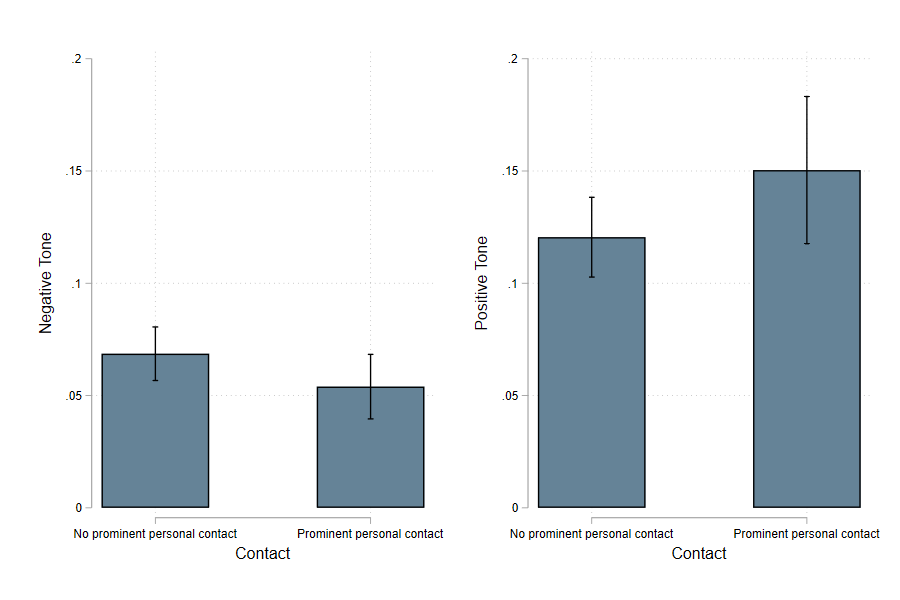 Negative Tone
.2
.15
.1
.05
0
No prominent personal contact
Prominent personal contact
Contact
Positive Tone
.2
.15
.1
.05
0
No prominent personal contact
Prominent personal contact
Contact